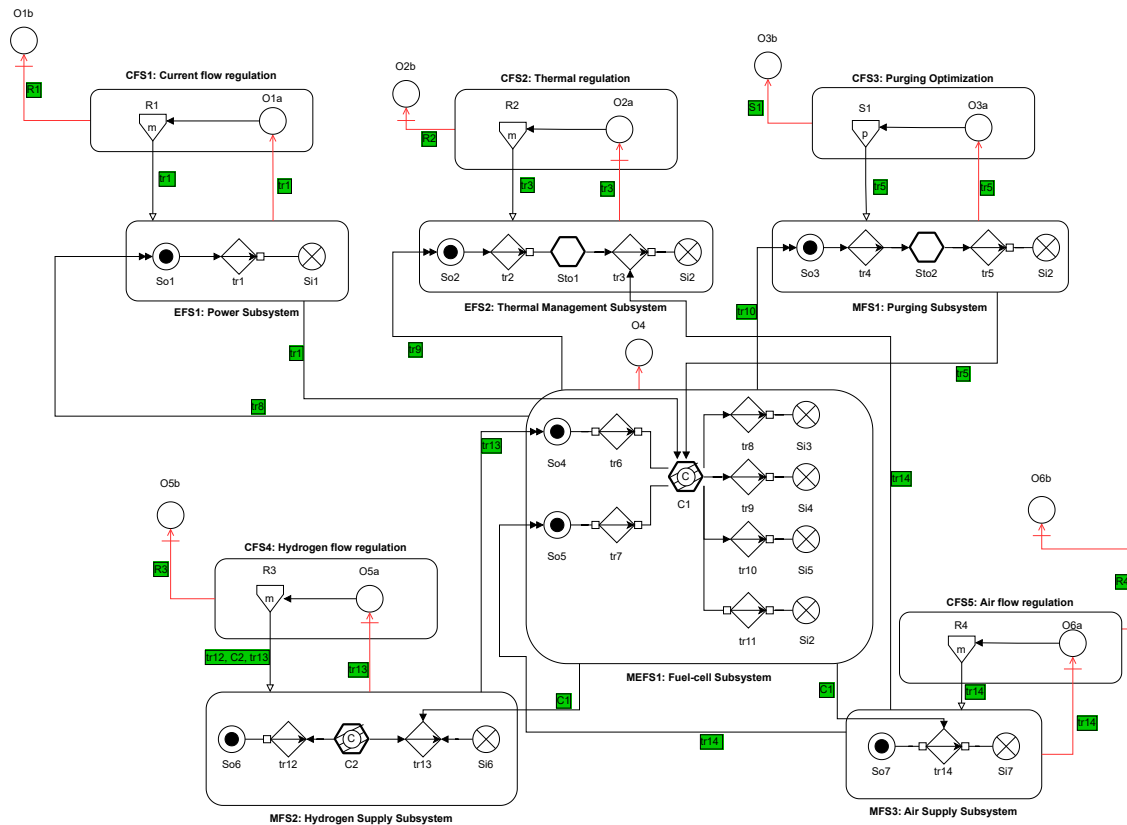 O1b
O2b
O3b
CFS1: Current flow regulation
CFS2: Thermal regulation
CFS3: Purging Optimization
R1
R1
m
O1a
R2
R2
m
O2a
S1
S1
p
O3a
tr1
tr1
tr3
tr3
tr5
tr5
So1
tr1
Si1
So2
tr2
Sto1
tr3
Si2
So3
tr4
Sto2
tr5
Si2
EFS1: Power Subsystem
EFS2: Thermal Management Subsystem
MFS1: Purging Subsystem
tr10
O4
tr1
tr9
tr5
tr8
tr13
So4
tr6
C
C1
tr8
Si3
tr14
O5b
tr9
Si4
O6b
So5
tr7
tr10
Si5
CFS4: Hydrogen flow regulation
R3
R3
m
O5a
R4
tr11
Si2
CFS5: Air flow regulation
R4
m
O6a
tr12, C2, tr13
tr13
MEFS1: Fuel-cell Subsystem
C1
C1
tr14
tr14
tr14
So6
tr12
C
C2
tr13
Si6
So7
tr14
Si7
MFS2: Hydrogen Supply Subsystem
MFS3: Air Supply Subsystem